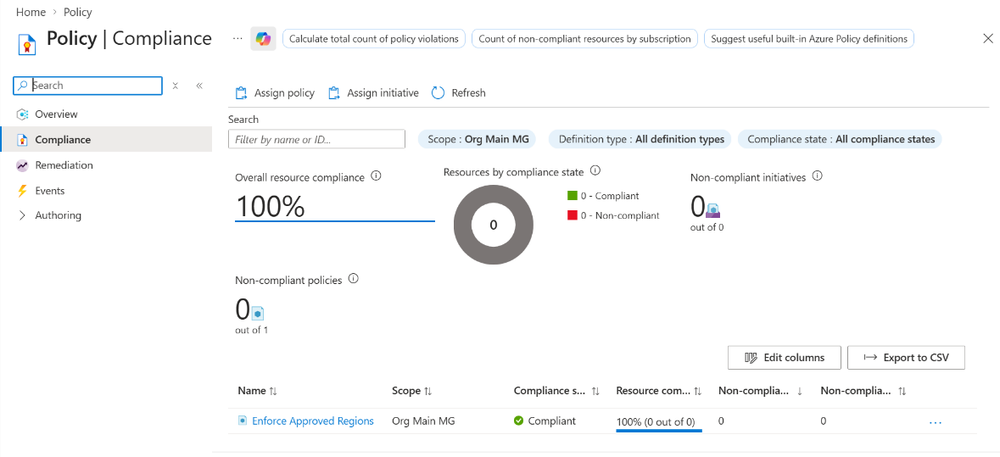 Home > Policy
Policy | Compliance
...
Calculate total count of policy violations
Count of non-compliant resources by subscription
Suggest useful built-in Azure Policy definitions
Search
Overview
Compliance
Remediation
Events
Authoring
Assign policy
Assign initiative
Refresh
Search
Filter by name or ID...
Scope : Org Main MG
Definition type : All definition types
Compliance state : All compliance states
Overall resource compliance
100%
Resources by compliance state
0
0 - Compliant
0 - Non-compliant
Non-compliant initiatives
0
out of 0
Non-compliant policies
0
out of 1
Edit columns
Export to CSV
Name Scope Compliance s... Resource com... Non-complia... Non-complia...
Enforce Approved Regions Org Main MG Compliant 100% (0 out of 0) 0 0 ...